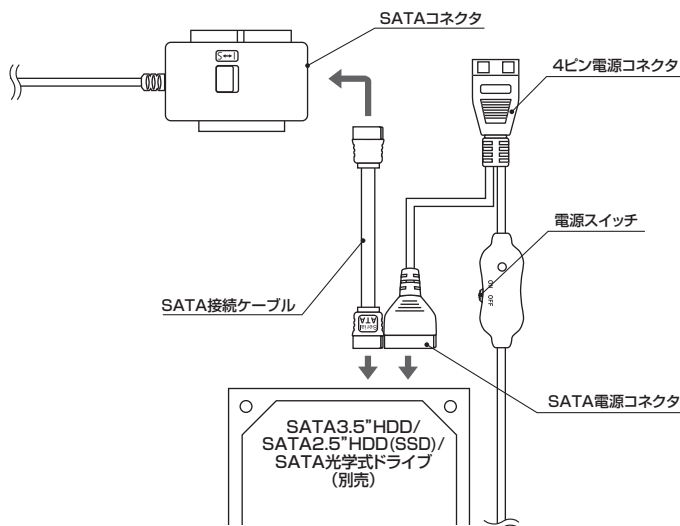 SATAコネクタ
I↔S
4ピン電源コネクタ
電源スイッチ
ON OFF
SATA接続ケーブル
Serial
ATA
SATA電源コネクタ
SATA3.5”HDD/
SATA2.5”HDD(SSD)/
SATA光学式ドライブ
(別売)